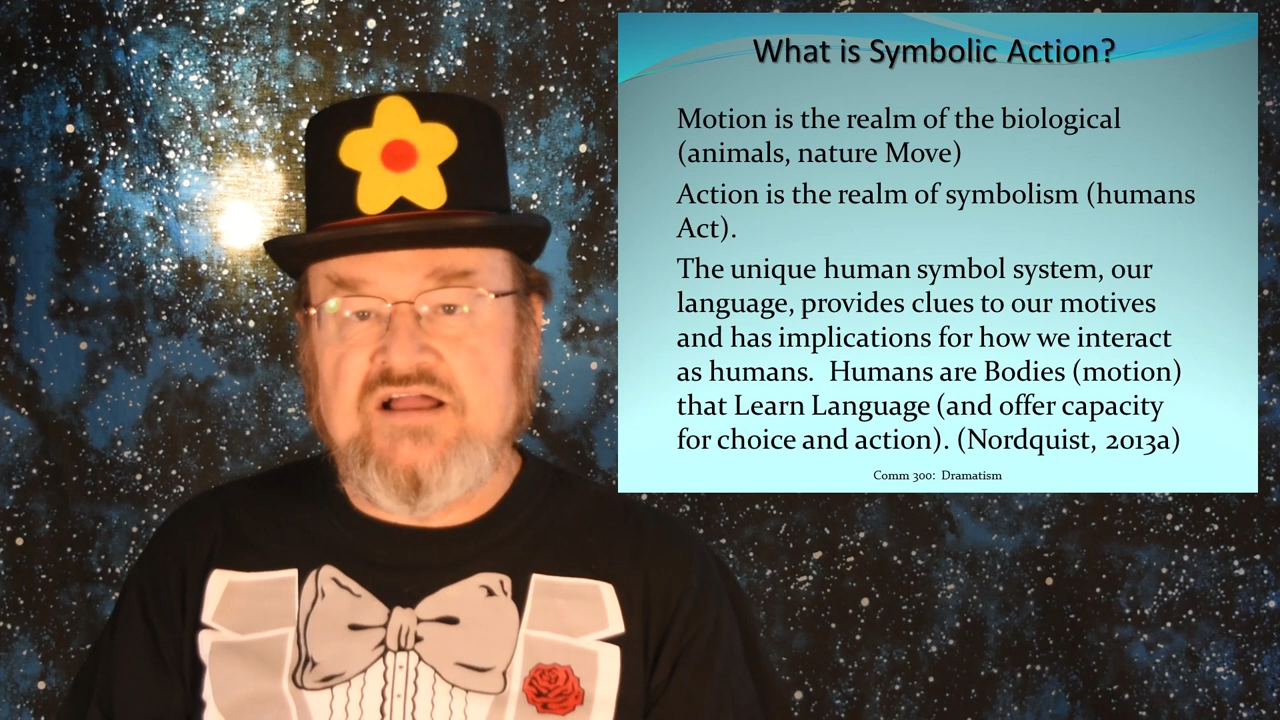 What is Symbolic Action?
Motion is the realm of the biological
(animals, nature Move)
Action is the realm of symbolism (humans
Act).
The unique human symbol system, our
language, provides clues to our motives
and has implications for how we interact
as humans.  Humans are Bodies (motion)
that Learn Language (and offer capacity
for choice and action). (Nordquist, 2013a)
Comm 300:  Dramatism